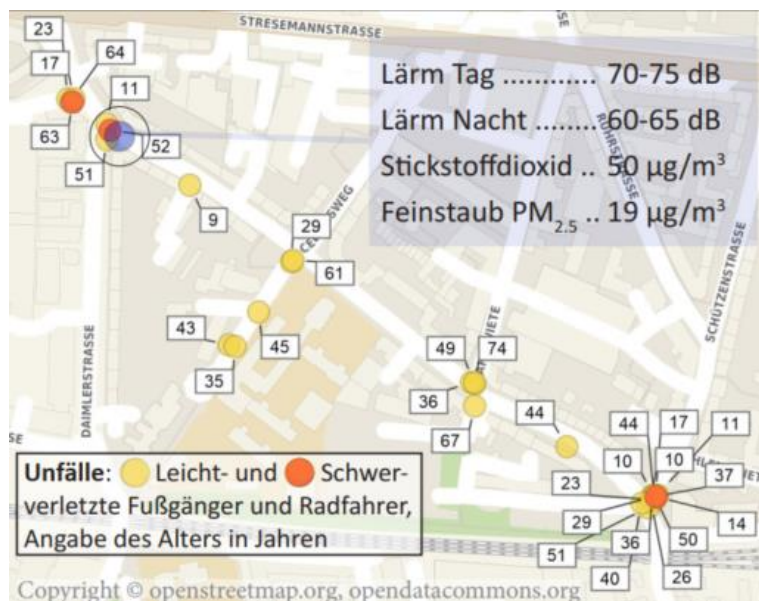 STRESEMANNSTRASSE
23
17
64
63
11
51
52
9
Lärm Tag ............ 70-75 dB
Lärm Nacht ........ 60-65 dB
Stickstoffdioxid .. 50 µg/m³
Feinstaub PM2.5 .. 19 µg/m³
RUHRSTRASSE
SCHÜTZENSTRASSE
29
61
43
45
35
DAIMLERSTRASSE
49
74
36
67
44
44
17
11
10
10
37
23
14
29
51
36
50
40
26
Unfälle: Leicht- und Schwer-
verletzte Fußgänger und Radfahrer,
Angabe des Alters in Jahren
Copyright © openstreetmap.org, opendatacommons.org